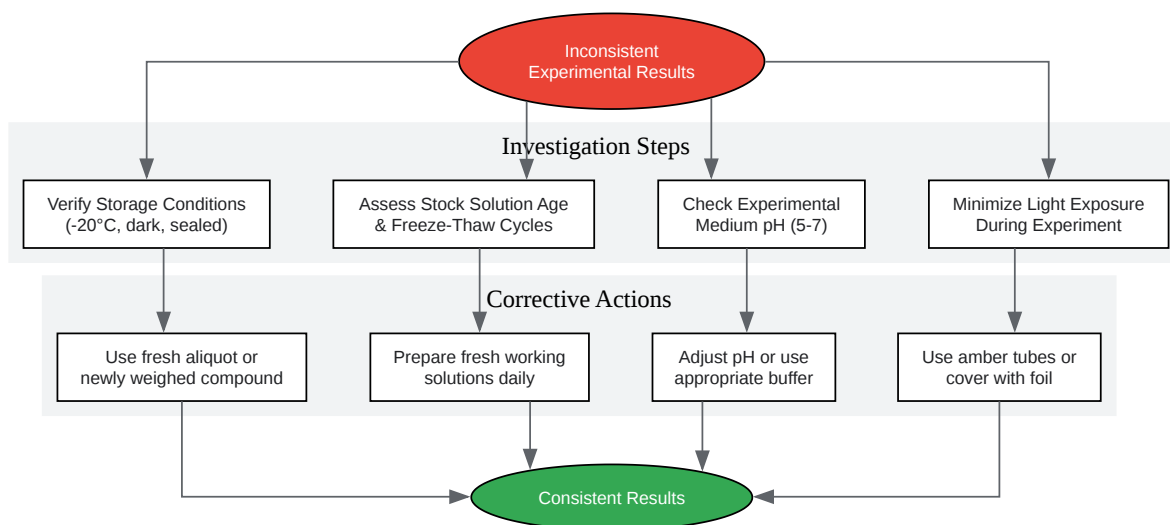 Inconsistent
Experimental Results
Investigation Steps
Verify Storage Conditions
(-20°C, dark, sealed)
Assess Stock Solution Age
& Freeze-Thaw Cycles
Check Experimental
Medium pH (5-7)
Minimize Light Exposure
During Experiment
Corrective Actions
Use fresh aliquot or
newly weighed compound
Prepare fresh working
solutions daily
Adjust pH or use
appropriate buffer
Use amber tubes or
cover with foil
Consistent Results